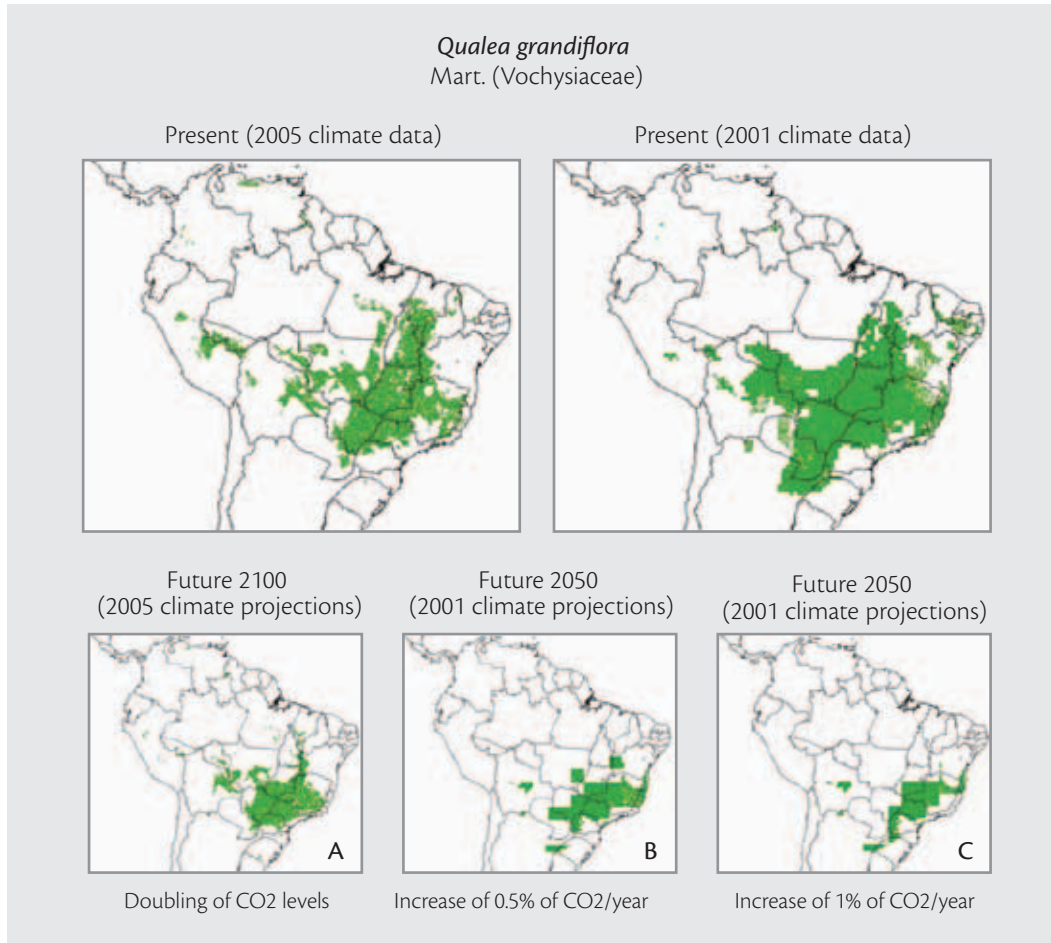 Qualea grandiflora
Mart. (Vochysiaceae)
Present (2005 climate data)
Present (2001 climate data)
Future 2100
(2005 climate projections)
Future 2050
(2001 climate projections)
Future 2050
(2001 climate projections)
A
B
C
Doubling of CO2 levels
Increase of 0.5% of CO2/year
Increase of 1% of CO2/year